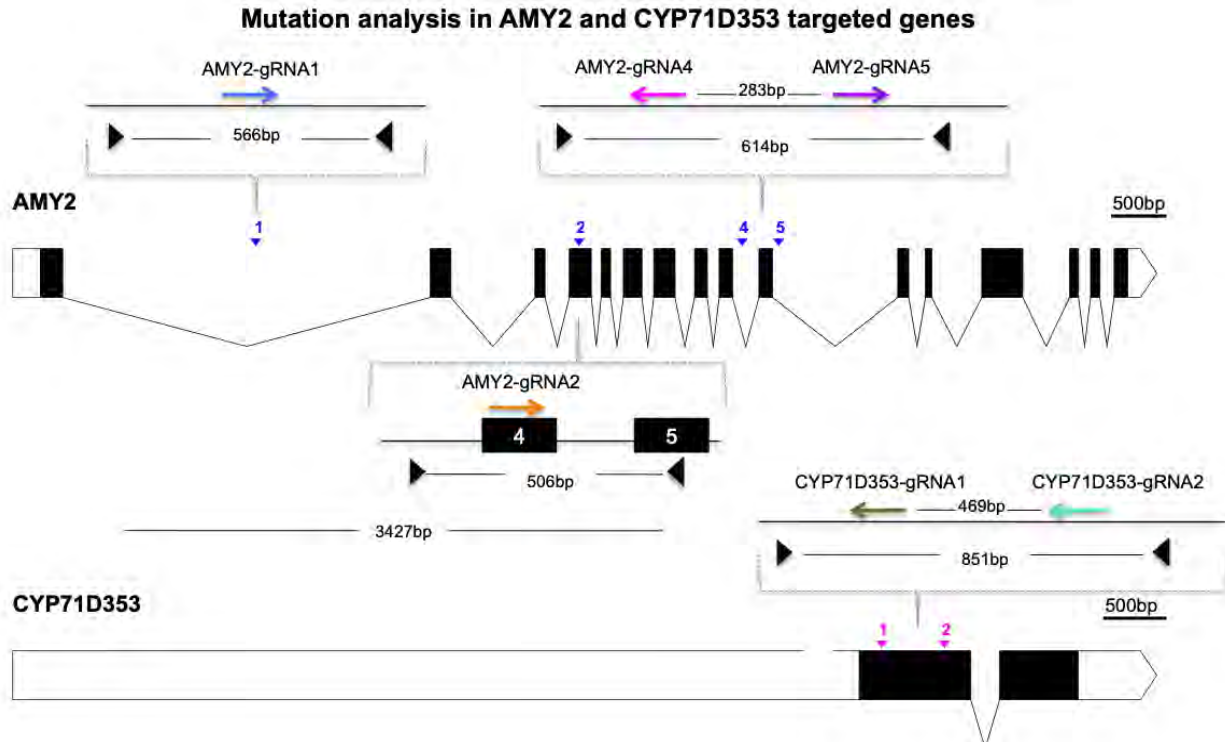 Mutation analysis in AMY2 and CYP71D353 targeted genes
AMY2-gRNA1
AMY2-gRNA4
283bp
AMY2-gRNA5
566bp
614bp
AMY2
500bp
1
2
4
5
AMY2-gRNA2
4
5
506bp
3427bp
CYP71D353-gRNA1
469bp
CYP71D353-gRNA2
851bp
CYP71D353
500bp
1
2